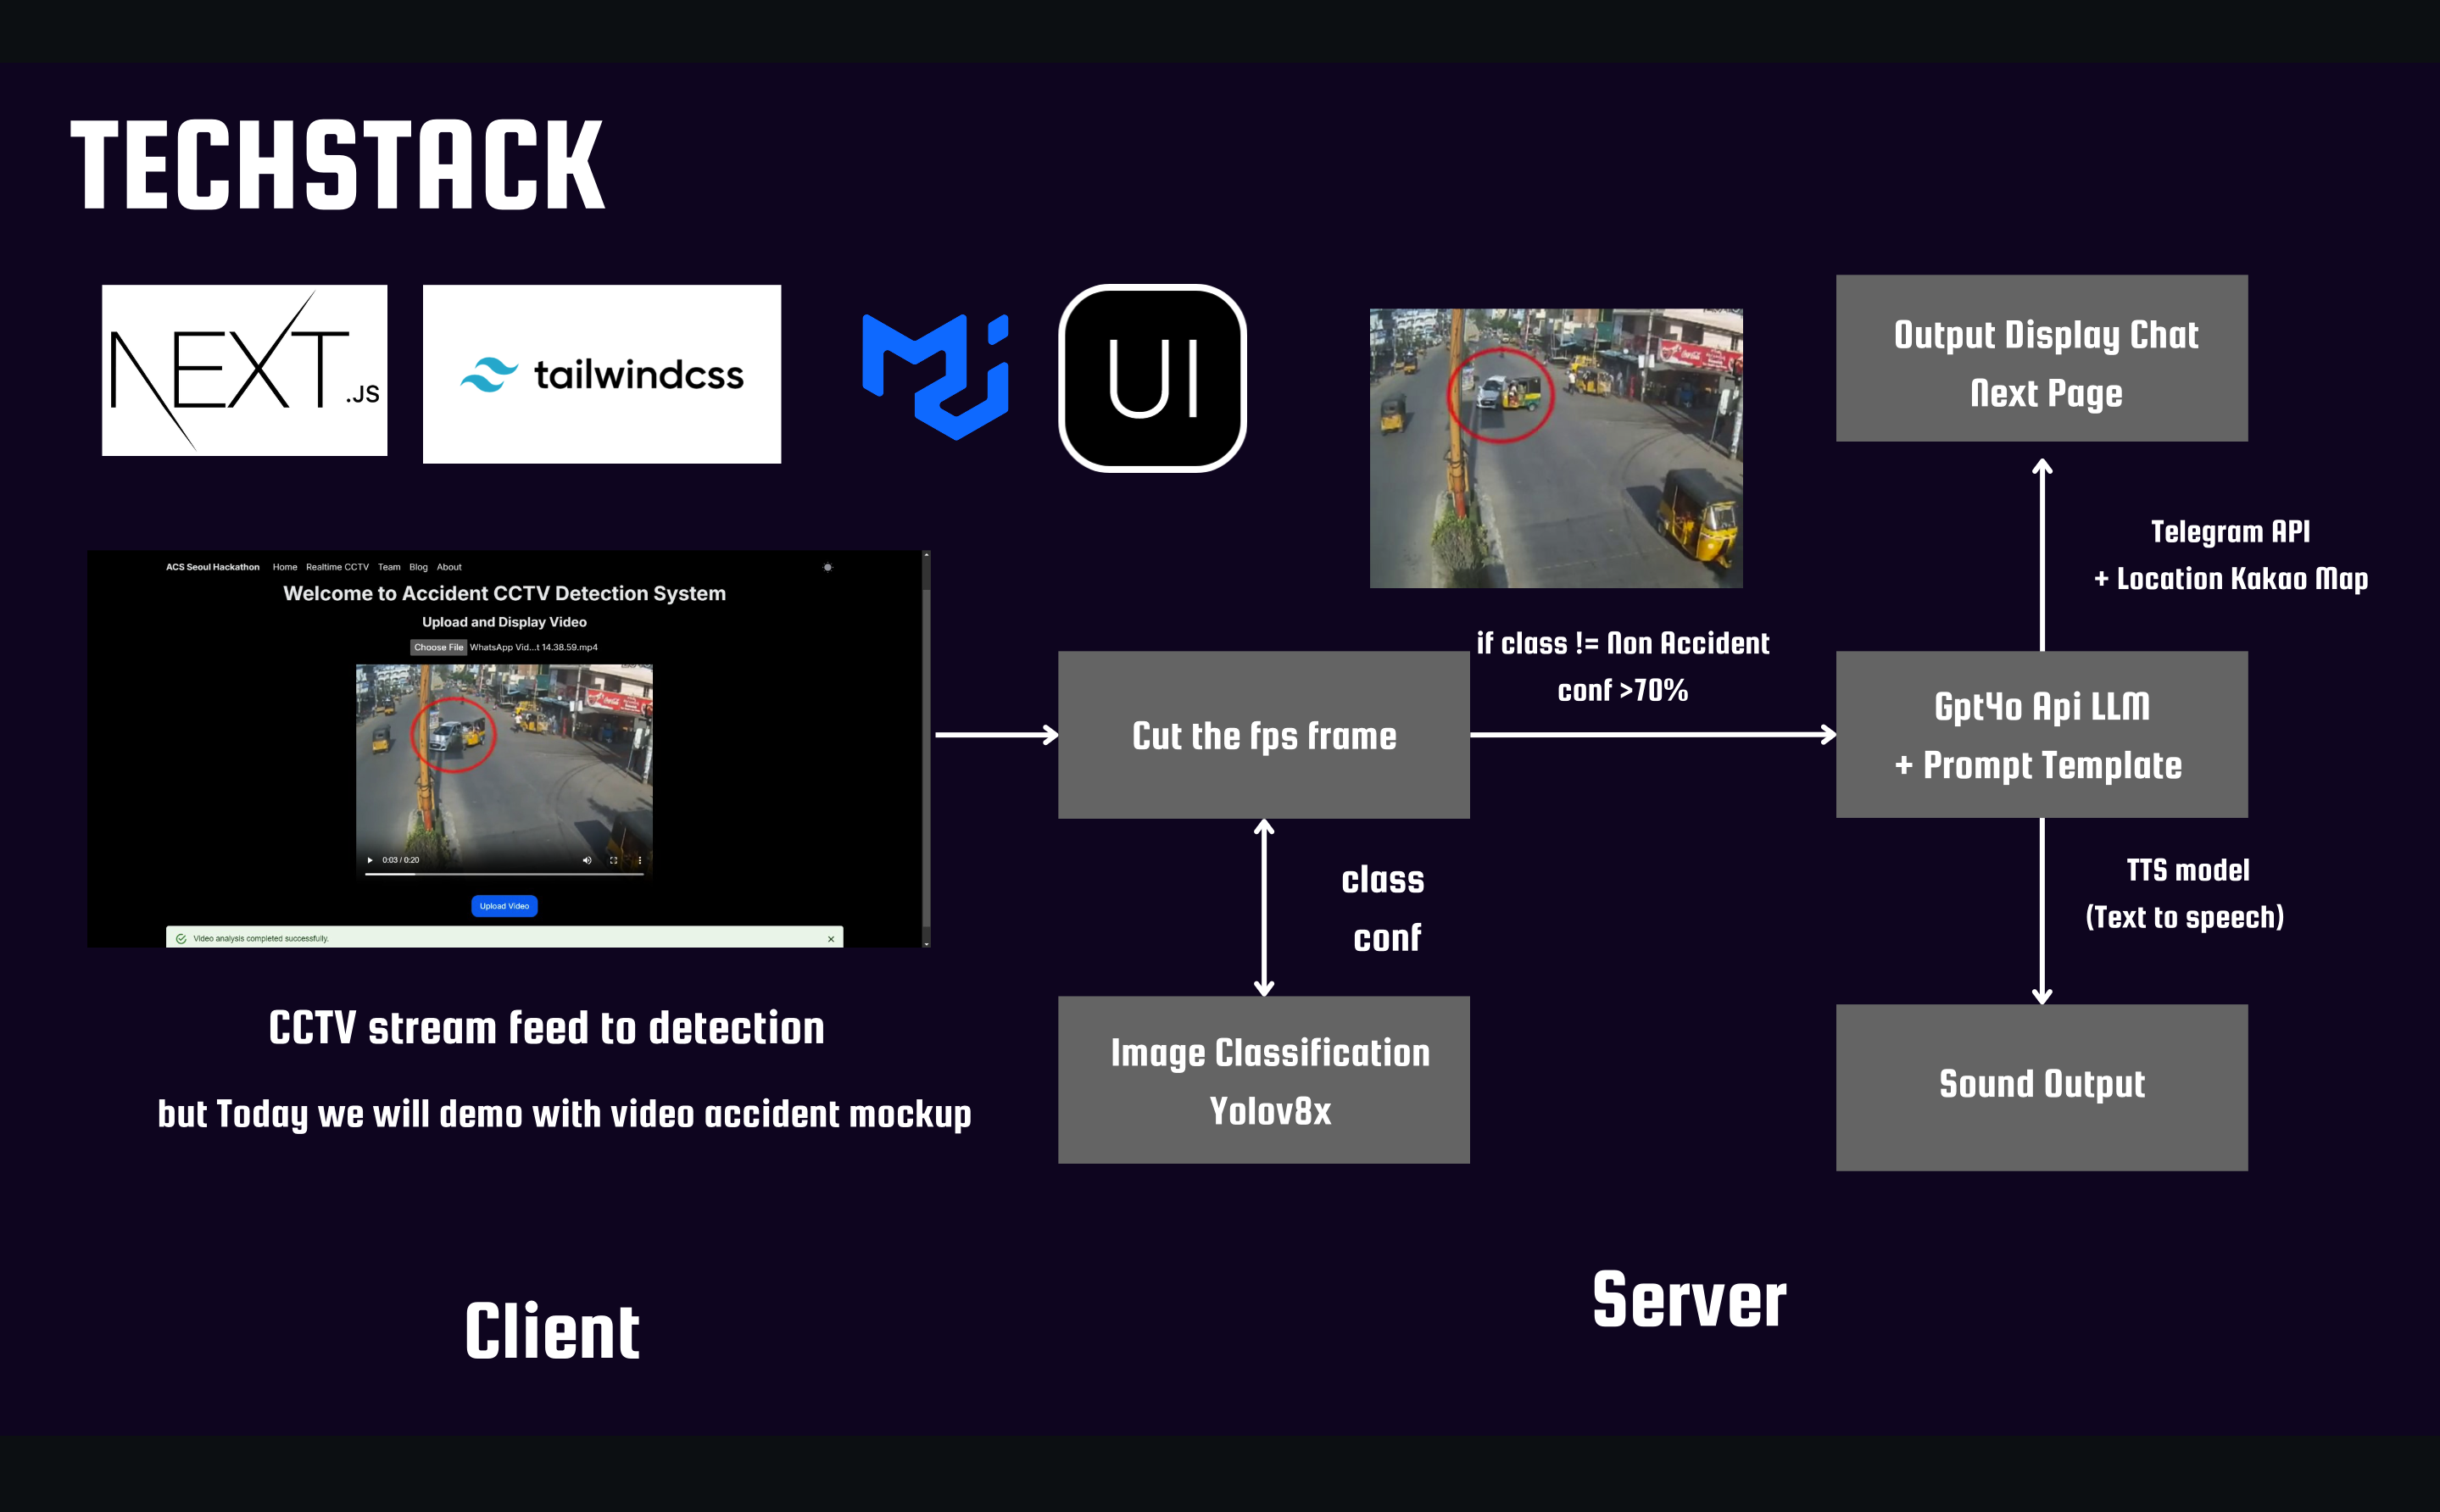 TECHSTACK
NEXT.JS
tailwindcss
UI
ACS Seoul Hackathon Home Realtime CCTV Team Blog About
Welcome to Accident CCTV Detection System
Upload and Display Video
Choose File WhatsApp Vid...t 14.38.59.mp4
Coca-Cola
0:03 / 0:20
Upload Video
Video analysis completed successfully.
CCTV stream feed to detection
but Today we will demo with video accident mockup
Client
Cut the fps frame
class
conf
Image Classification
Yolov8x
if class != Non Accident
conf >70%
Output Display Chat
Next Page
Telegram API
+ Location Kakao Map
Gpt4o Api LLM
+ Prompt Template
TTS model
(Text to speech)
Sound Output
Server